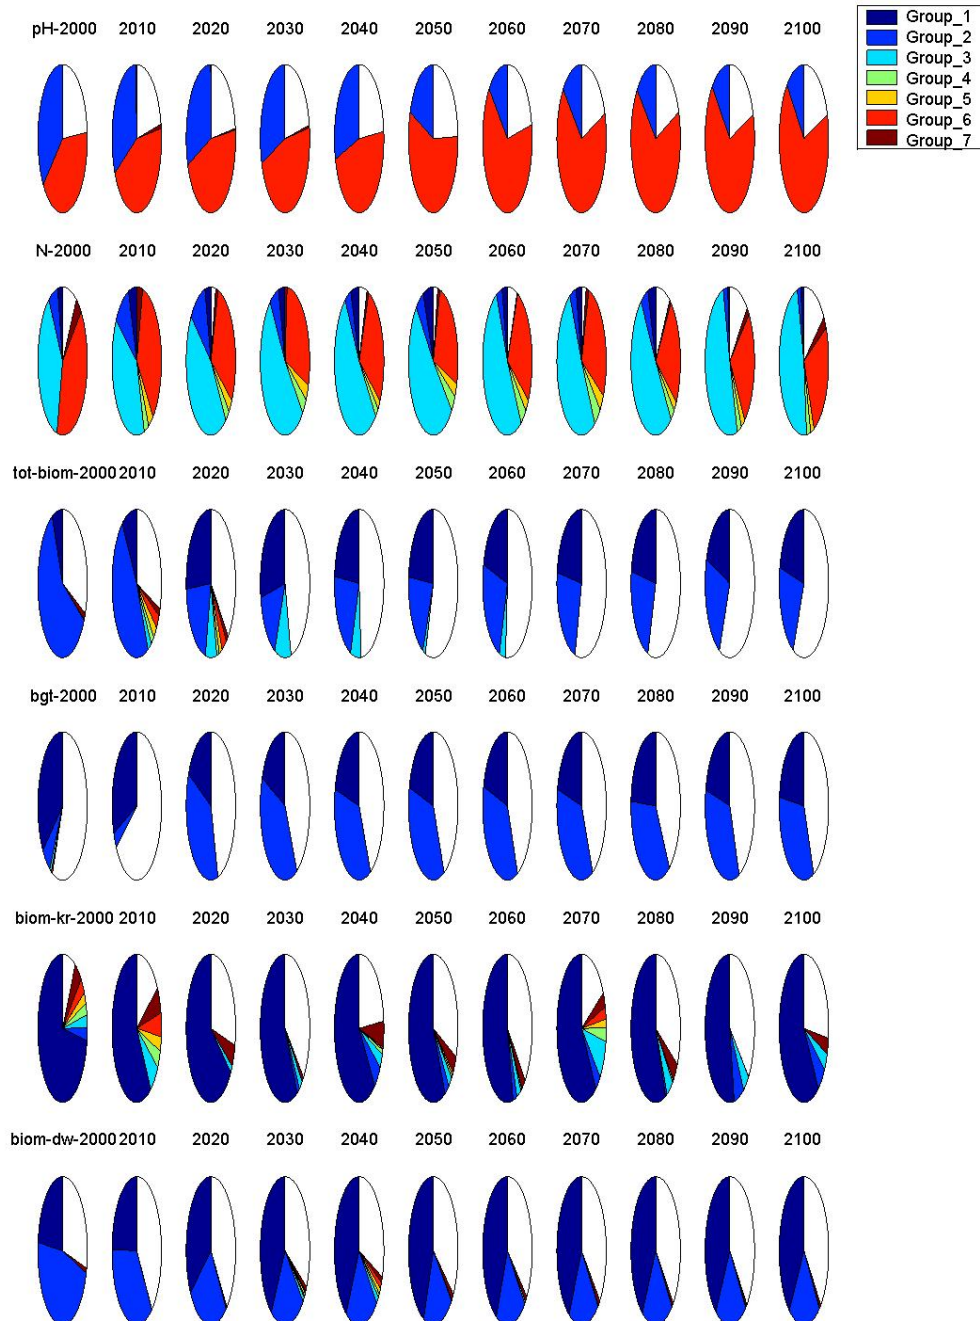 pH-2000 2010 2020 2030 2040 2050 2060 2070 2080 2090 2100
Group_1
Group_2
Group_3
Group_4
Group_5
Group_6
Group_7
N-2000 2010 2020 2030 2040 2050 2060 2070 2080 2090 2100
tot-biom-2000 2010 2020 2030 2040 2050 2060 2070 2080 2090 2100
bgt-2000 2010 2020 2030 2040 2050 2060 2070 2080 2090 2100
biom-kr-2000 2010 2020 2030 2040 2050 2060 2070 2080 2090 2100
biom-dw-2000 2010 2020 2030 2040 2050 2060 2070 2080 2090 2100